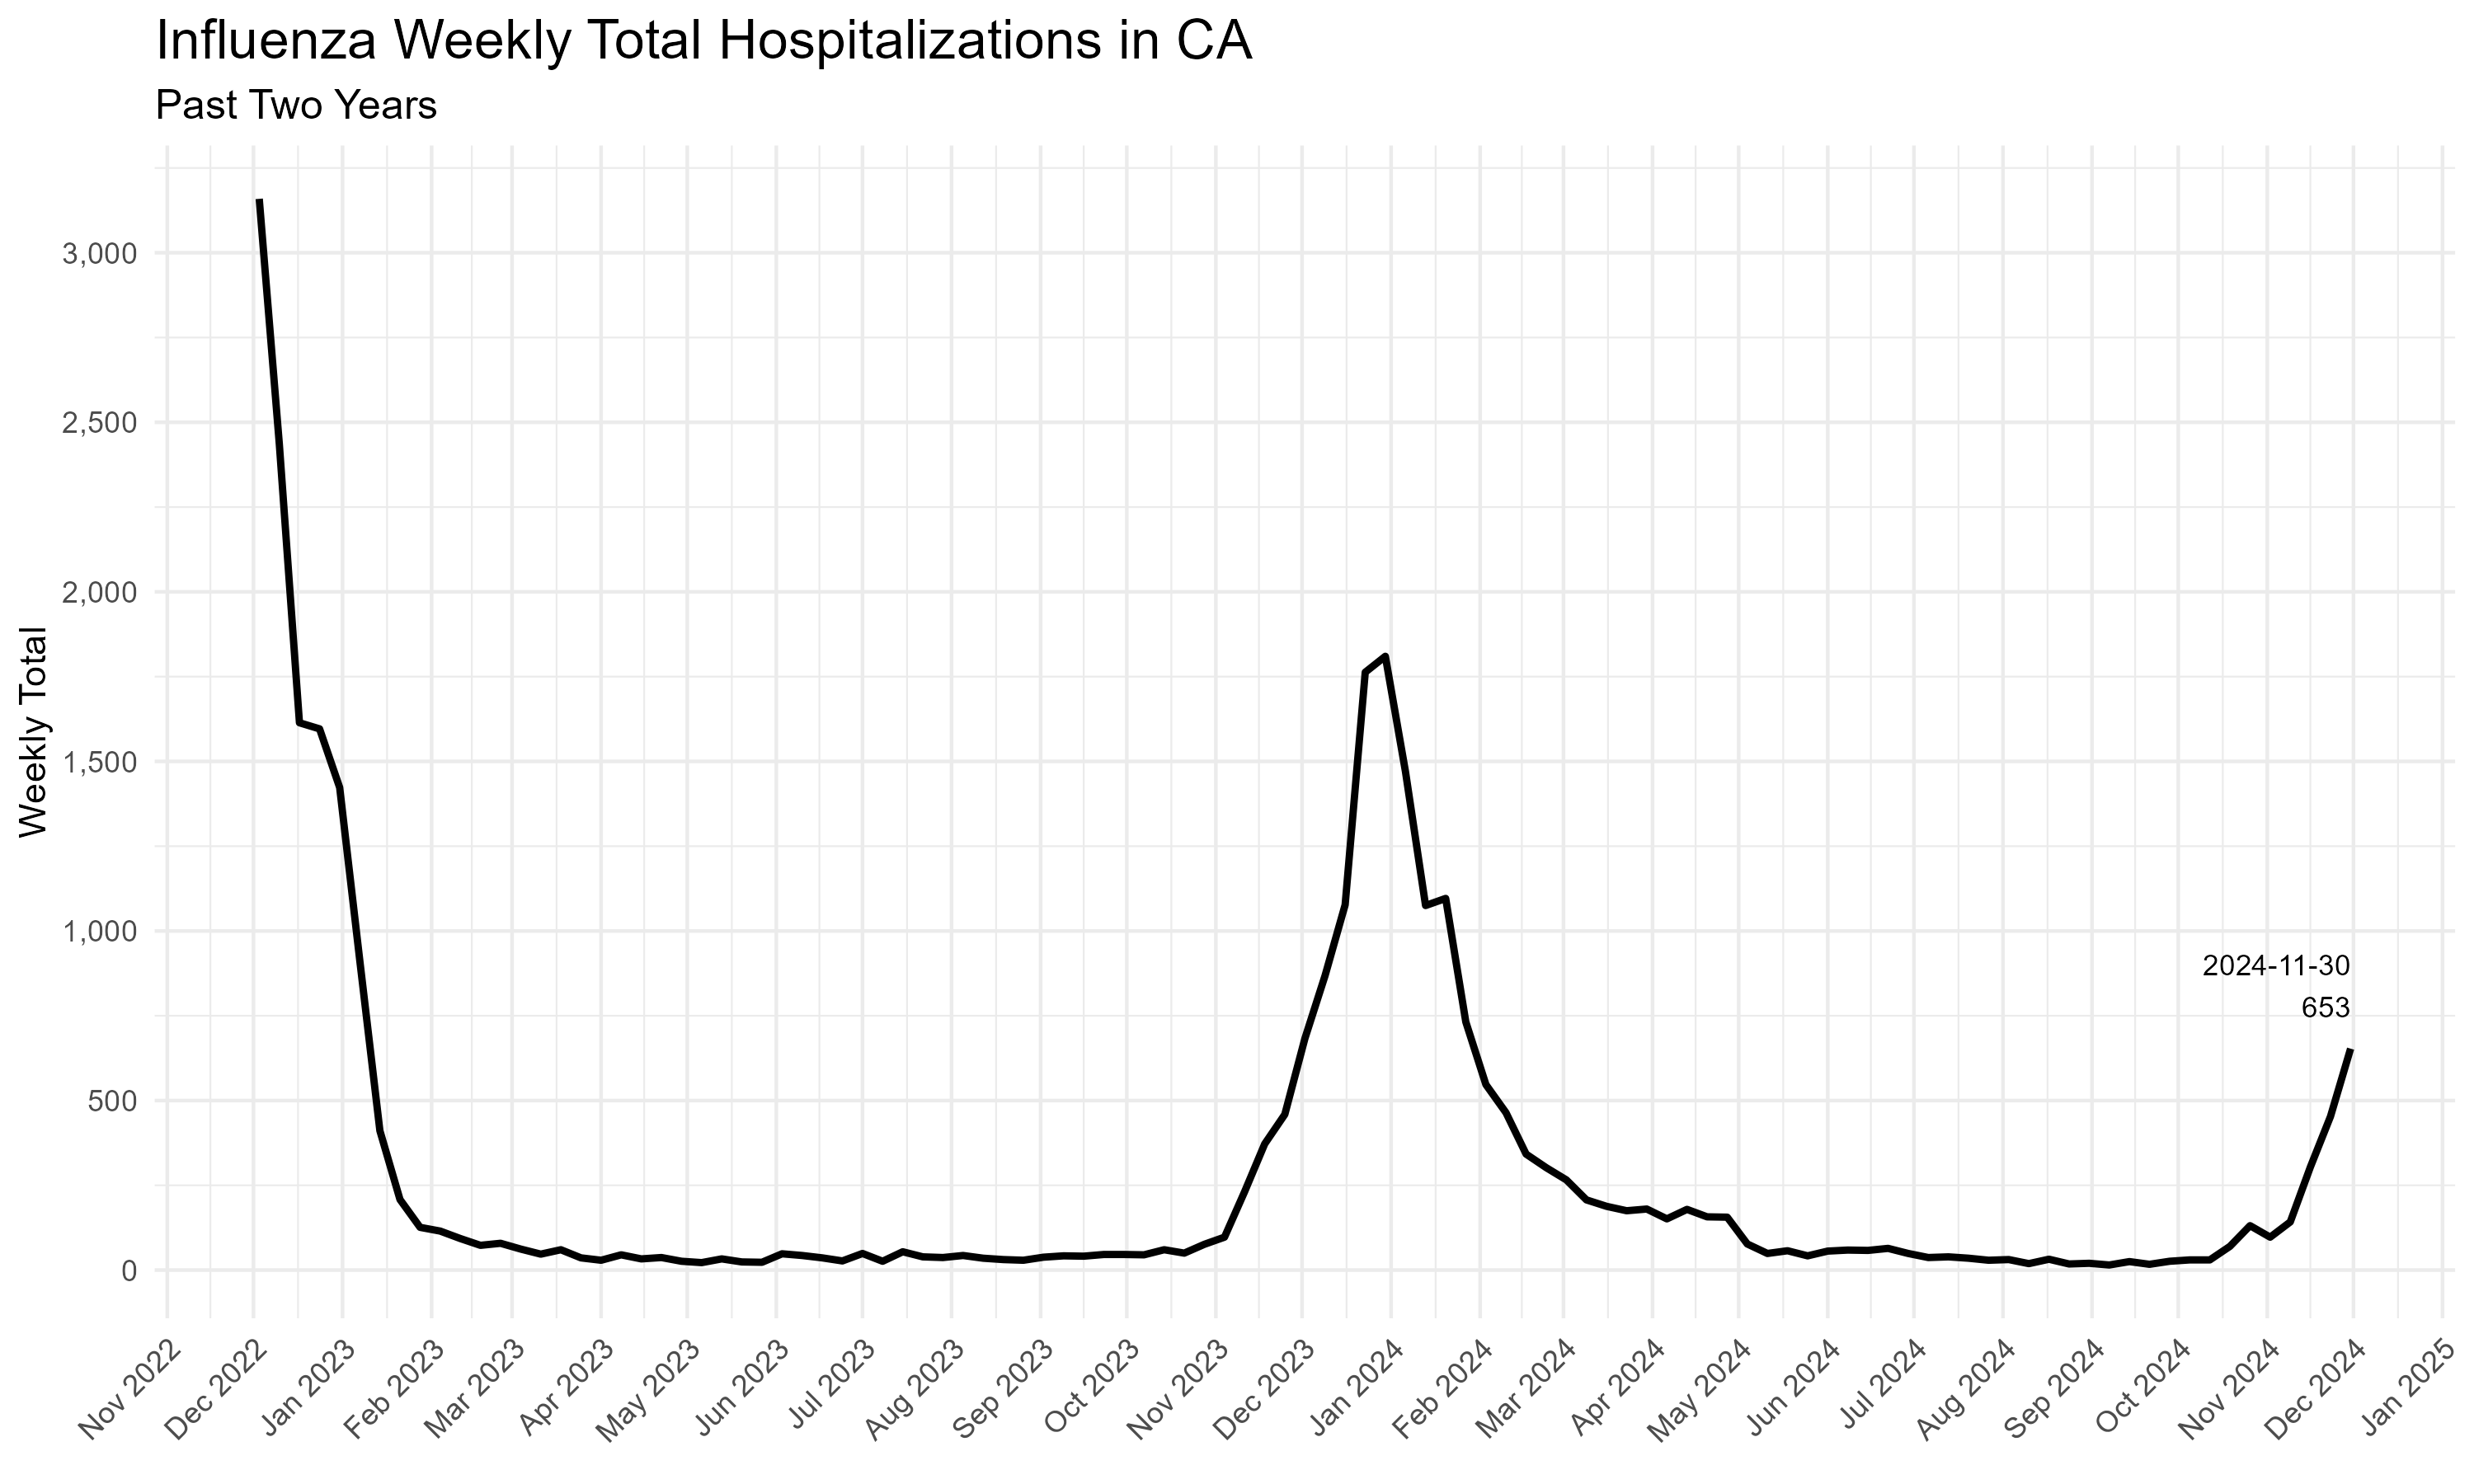 Influenza Weekly Total Hospitalizations in CA
Past Two Years
Weekly Total
3,000
2,500
2,000
1,500
1,000
500
0
2024-11-30
653
Nov 2022
Dec 2022
Jan 2023
Feb 2023
Mar 2023
Apr 2023
May 2023
Jun 2023
Jul 2023
Aug 2023
Sep 2023
Oct 2023
Nov 2023
Dec 2023
Jan 2024
Feb 2024
Mar 2024
Apr 2024
May 2024
Jun 2024
Jul 2024
Aug 2024
Sep 2024
Oct 2024
Nov 2024
Dec 2024
Jan 2025